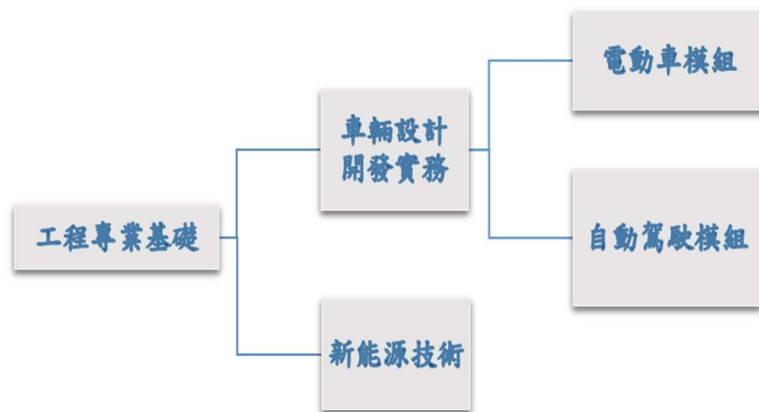 工程專業基礎
車輛設計
開發實務
新能源技術
電動車模組
自動駕駛模組